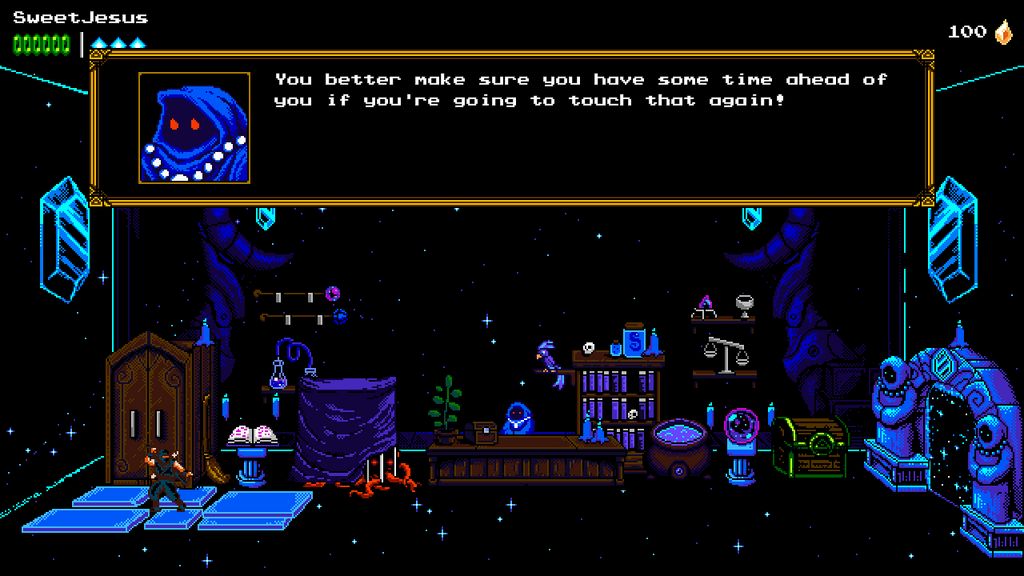 SweetJesus
100
You better make sure you have some time ahead of
you if you're going to touch that again!